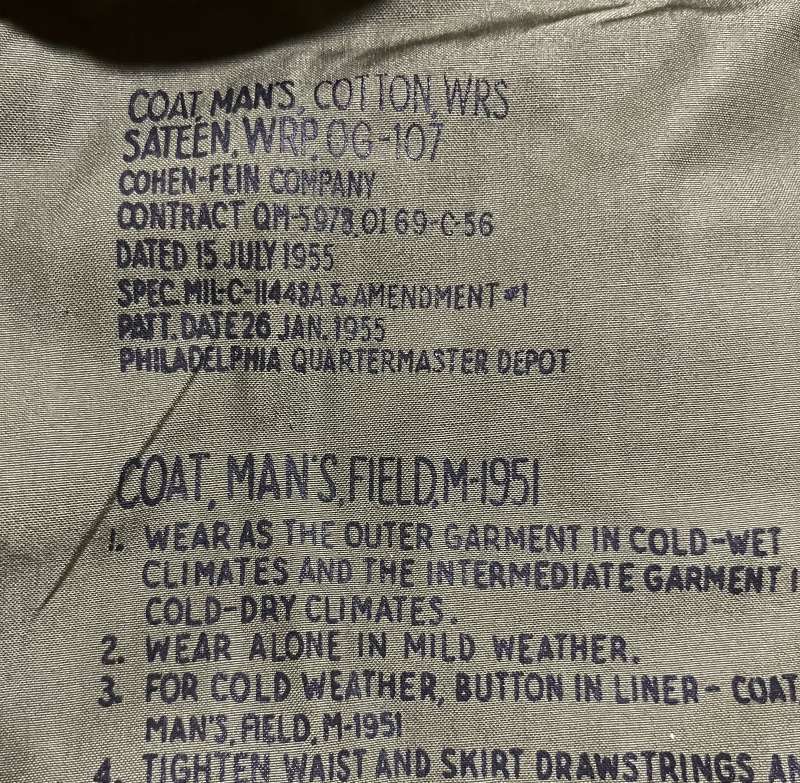 COAT, MAN'S, COTTON, WRS
SATEEN, WRP, OG-107
COHEN-FEIN COMPANY
CONTRACT QM-5978, OI 69-C-56
DATED 15 JULY 1955
SPEC. MIL-C-11448A & AMENDMENT #1
PATT. DATE 26 JAN. 1955
PHILADELPHIA QUARTERMASTER DEPOT
COAT, MAN'S, FIELD, M-1951
1. WEAR AS THE OUTER GARMENT IN COLD-WET
CLIMATES AND THE INTERMEDIATE GARMENT
COLD-DRY CLIMATES.
2. WEAR ALONE IN MILD WEATHER.
3. FOR COLD WEATHER, BUTTON IN LINER- COAT
MAN'S, FIELD, M-1951
4. TIGHTEN WAIST AND SKIRT DRAWSTRINGS